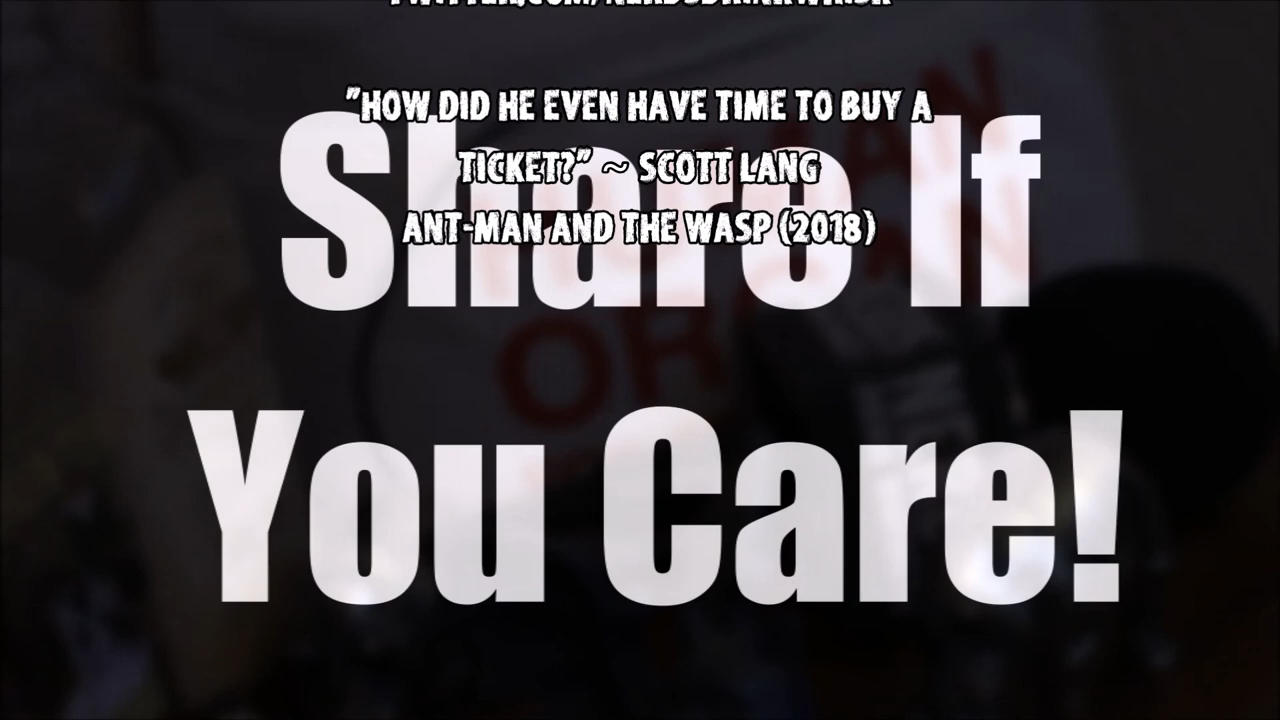 "HOW DID HE EVEN HAVE TIME TO BUY A
TICKET?" ~ SCOTT LANG
ANT-MAN AND THE WASP (2018)
Share If
You Care!